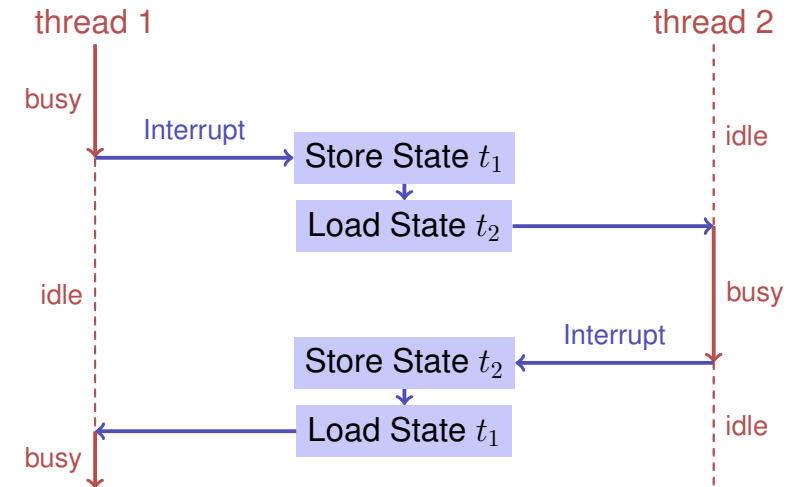 thread 1
thread 2
busy
Interrupt
idle
Store State t₁
Load State t₂
idle
busy
Interrupt
Store State t₂
Load State t₁
idle
busy